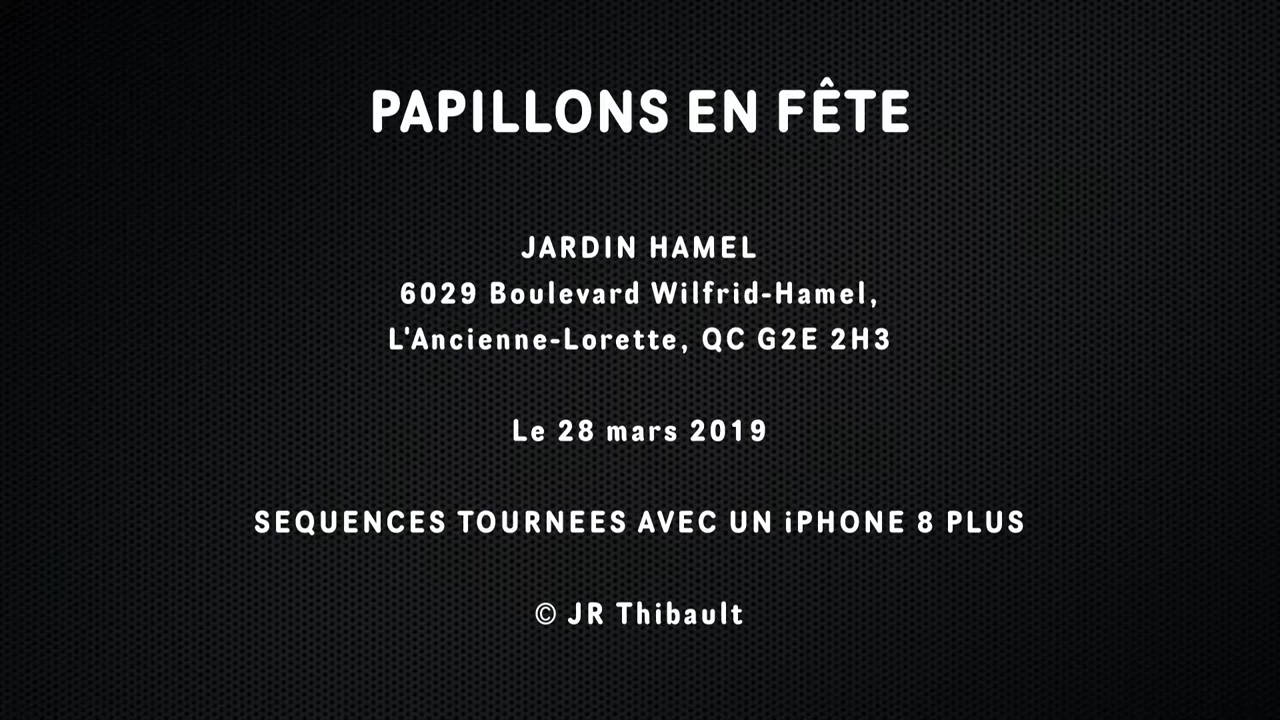 PAPILLONS EN FÊTE
JARDIN HAMEL
6029 Boulevard Wilfrid-Hamel,
L'Ancienne-Lorette, QC G2E 2H3
Le 28 mars 2019
SEQUENCES TOURNEES AVEC UN iPHONE 8 PLUS
© JR Thibault